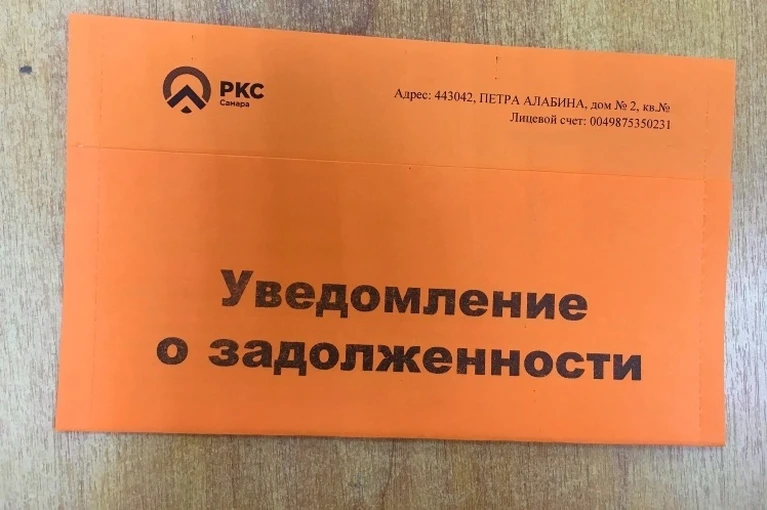 РКС
Самара
Адрес: 443042, ПЕТРА АЛАБИНА, дом № 2, кв.№
Лицевой счет: 0049875350231
Уведомление
о задолженности